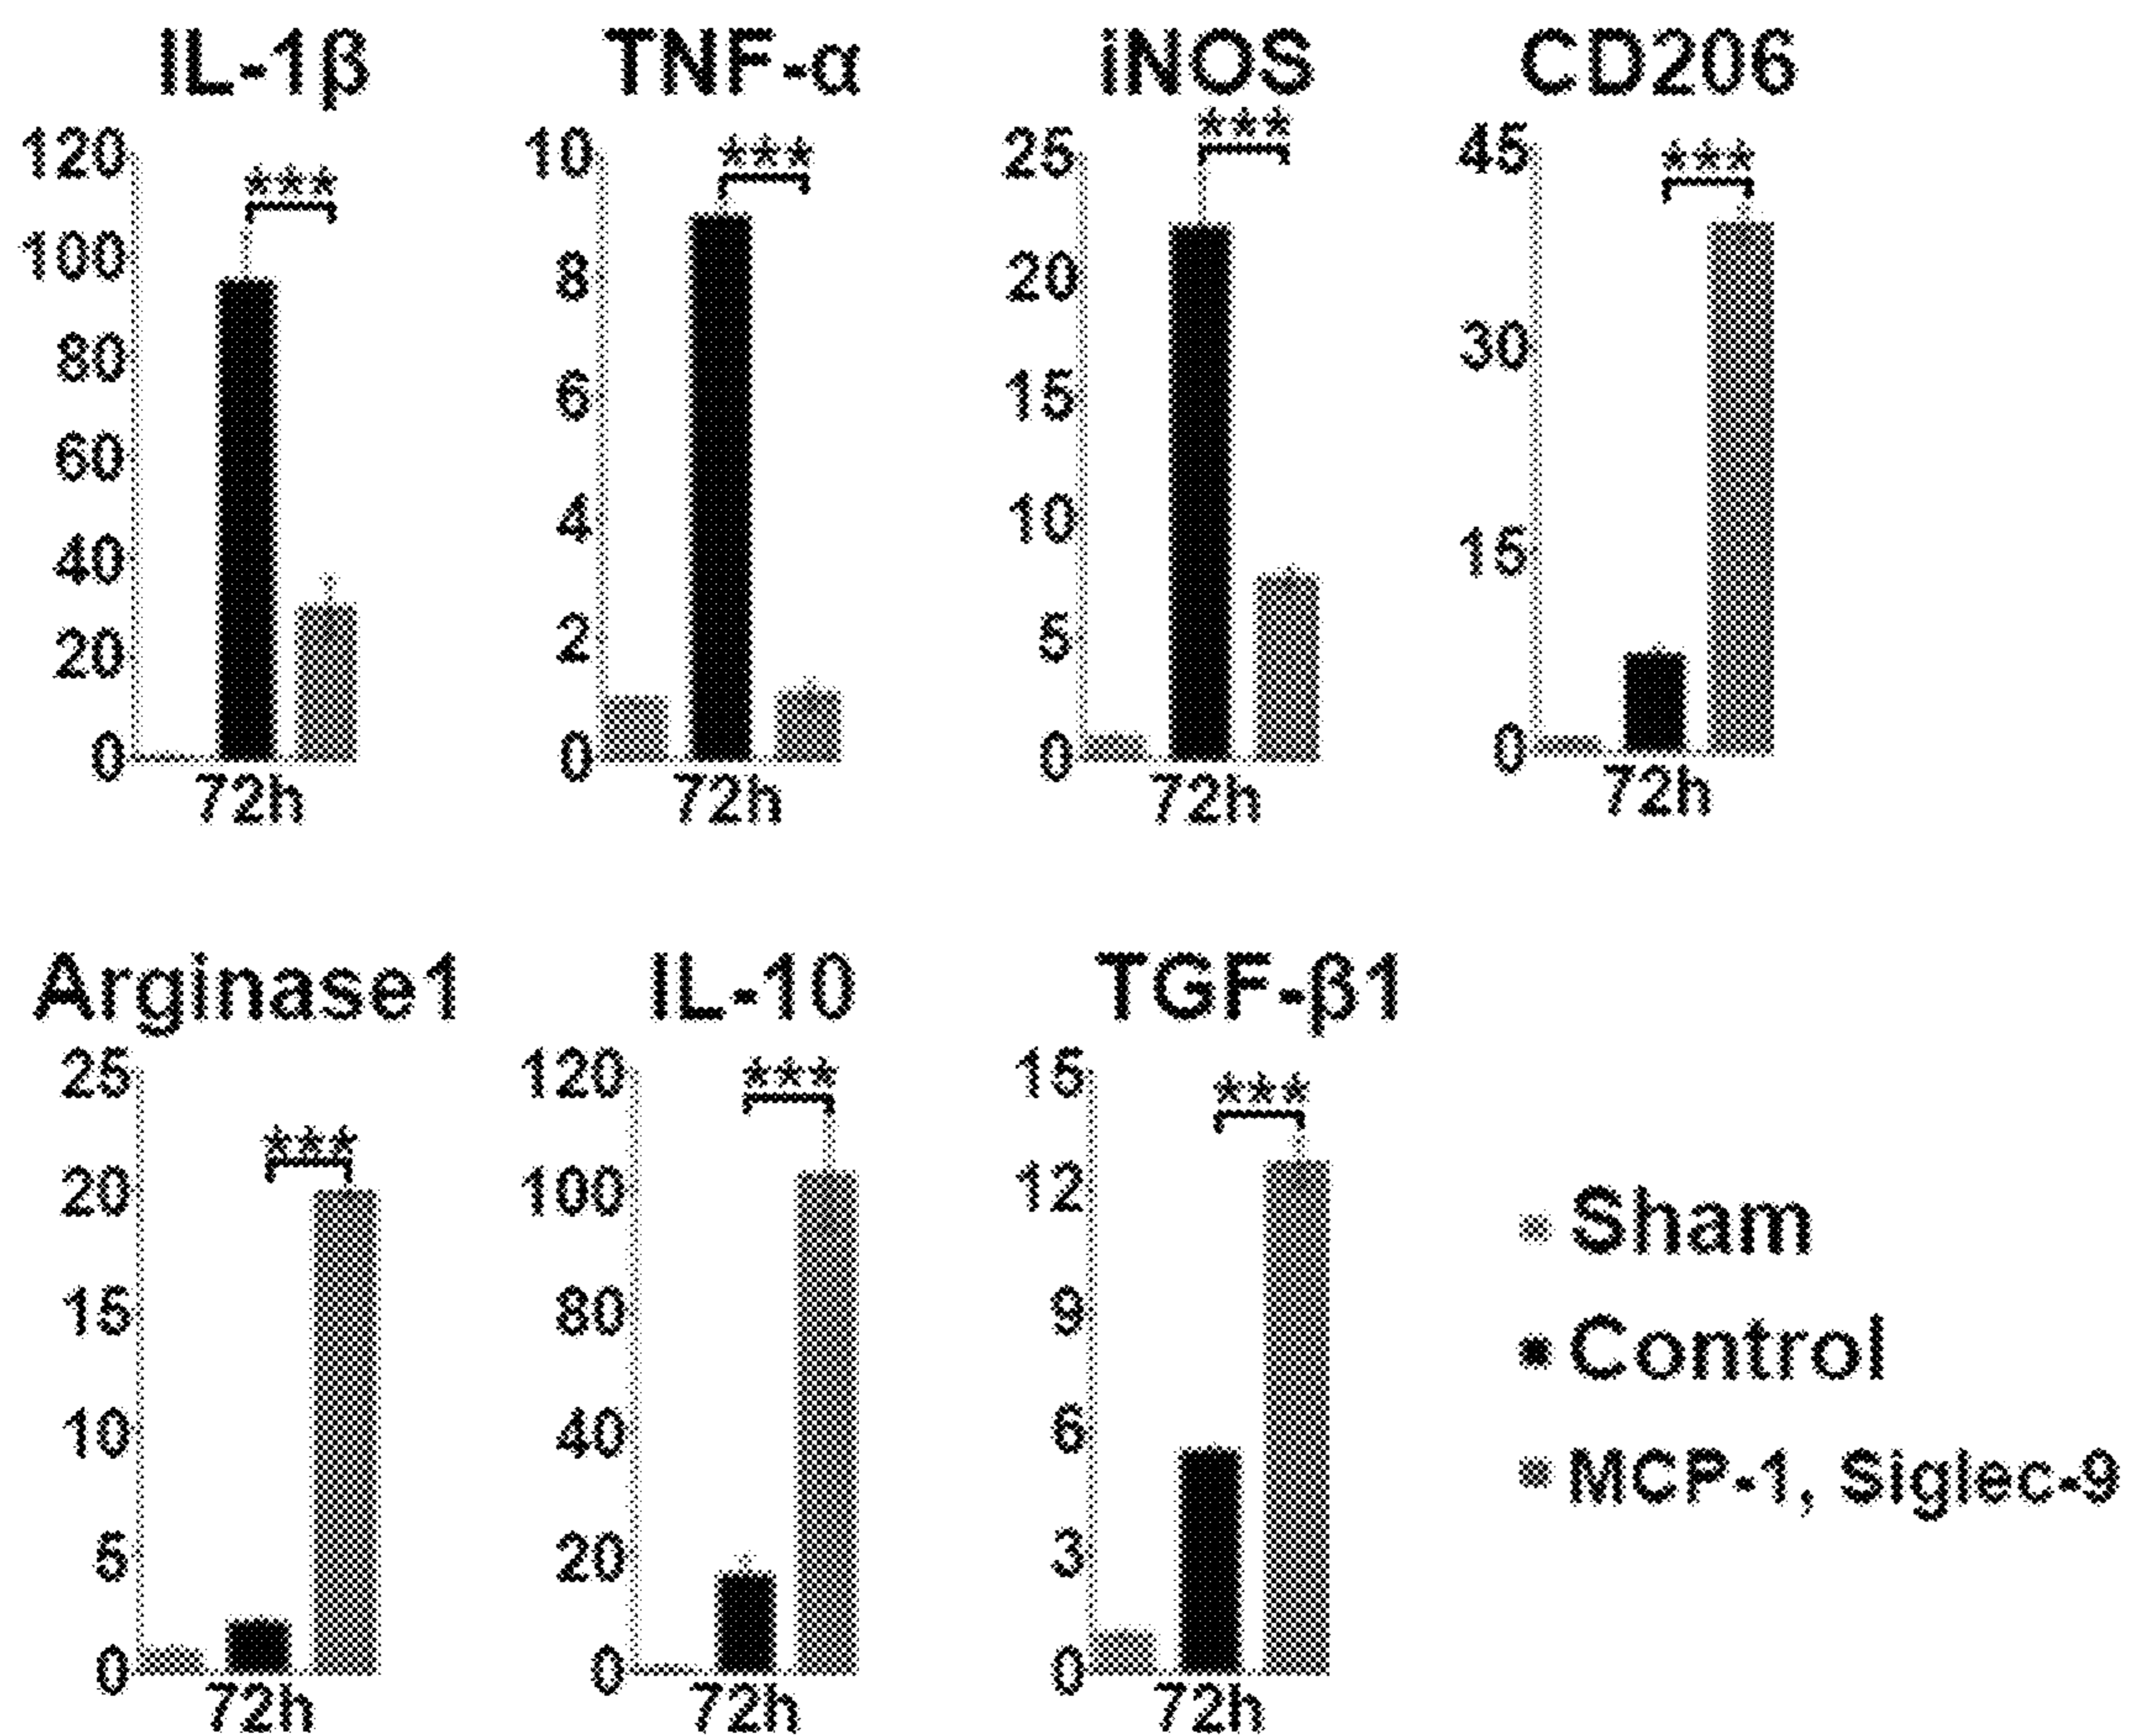 IL-1β TNF-α iNOS CD206
*** *** *** ***
120 10 25 45
100 8 20 30
80 6 15 15
60 4 10 0
40 2 5
20 0 0
0
72h 72h 72h 72h
Arginase1 IL-10 TGF-β1
*** *** ***
25 120 15
20 100 12
15 80 9
10 40 6
5 20 3
0 0 0
72h 72h 72h
Sham
Control
MCP-1, Siglec-9